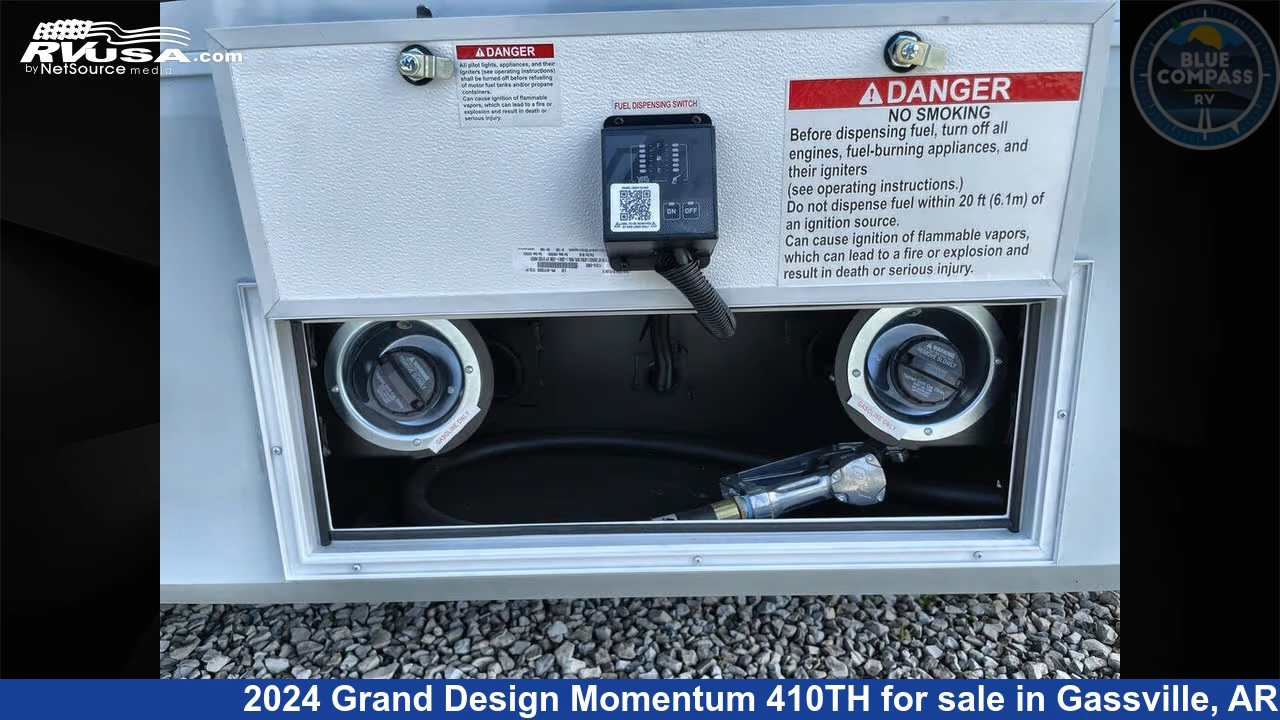 RVUSA.com
by NetSource media
BLUE
COMPASS
RV
DANGER
All pilot lights, appliances, and their
igniters (see operating instructions)
shall be turned off before refueling
of motor fuel tanks and/or propane
containers.
Can cause ignition of flammable
vapors, which can lead to a fire or
explosion and result in death or
serious injury.
FUEL DISPENSING SWITCH
ON OFF
DANGER
NO SMOKING
Before dispensing fuel, turn off all
engines, fuel-burning appliances, and
their igniters
(see operating instructions.)
Do not dispense fuel within 20 ft (6.1m) of
an ignition source.
Can cause ignition of flammable vapors,
which can lead to a fire or explosion and
result in death or serious injury.
GASOLINE ONLY
GASOLINE ONLY
2024 Grand Design Momentum 410TH for sale in Gassville, AR